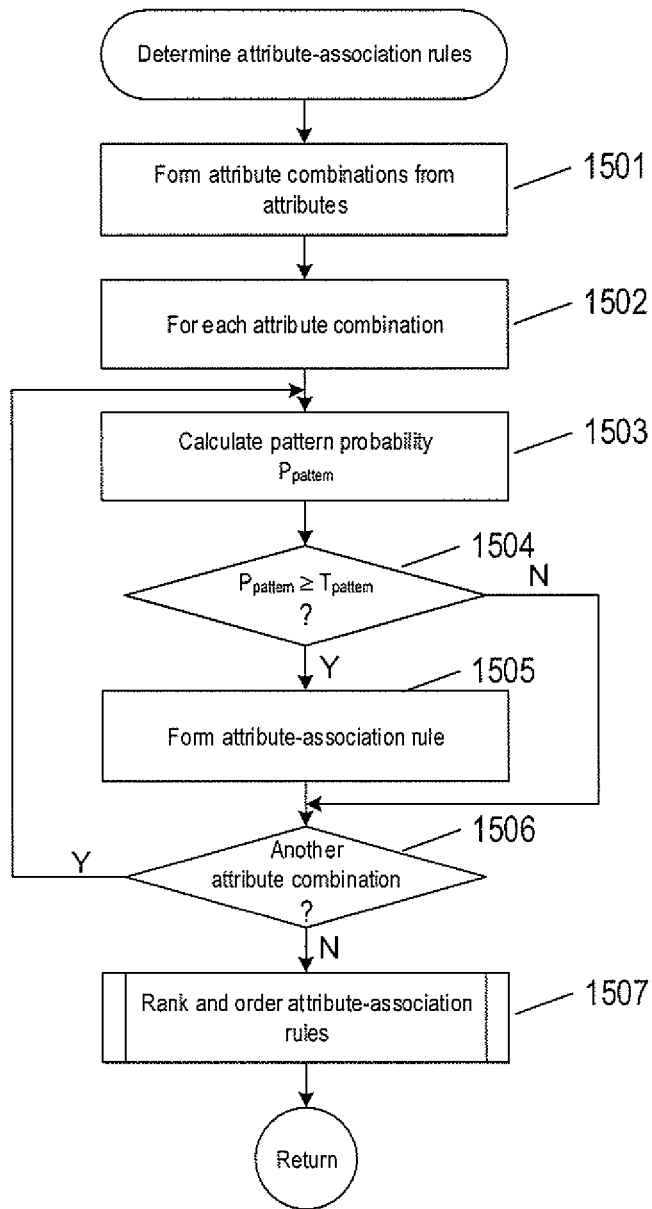 Determine attribute-association rules
Form attribute combinations from
attributes
1501
For each attribute combination
1502
Calculate pattern probability
Ppattern
1503
1504
Ppattern ≥ Tpattern
?
N
Y
1505
Form attribute-association rule
1506
Another
attribute combination
?
Y
N
Rank and order attribute-association
rules
1507
Return